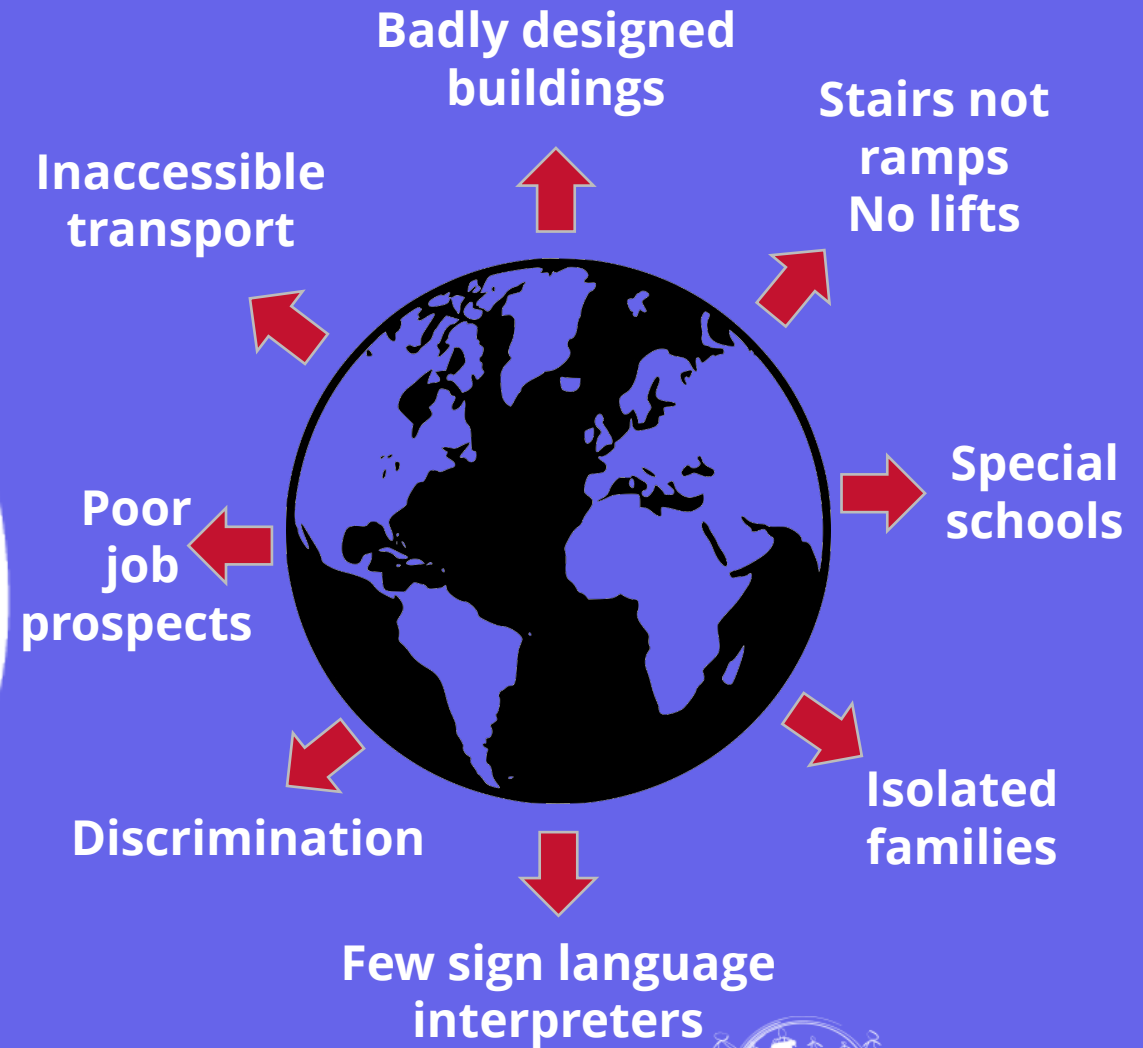 Badly designed
buildings
Stairs not
ramps
No lifts
Inaccessible
transport
Special
schools
Poor
job
prospects
Isolated
families
Discrimination
Few sign language
interpreters